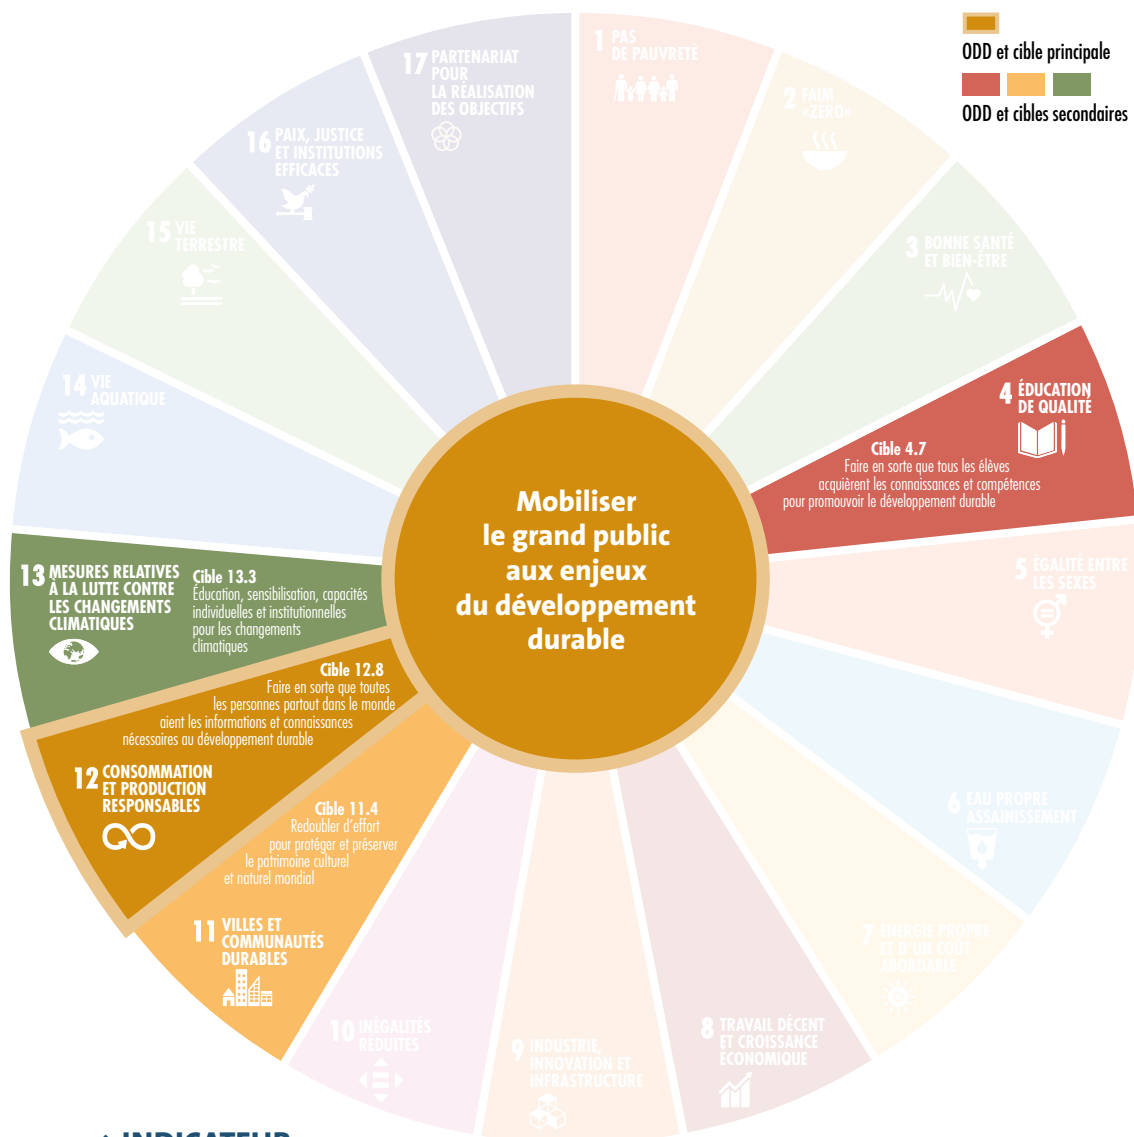 1 PAS
DE PAUVRETÉ
2 FAIM
«ZÉRO»
3 BONNE SANTÉ
ET BIEN-ÊTRE
4 ÉDUCATION
DE QUALITÉ
Cible 4.7
Faire en sorte que tous les élèves
acquièrent les connaissances et compétences
pour promouvoir le développement durable
5 ÉGALITÉ ENTRE
LES SEXES
6 EAU PROPRE
ASSAINISSEMENT
7 ÉNERGIE PROPRE
ET D'UN COÛT
ABORDABLE
8 TRAVAIL DÉCENT
ET CROISSANCE
ÉCONOMIQUE
9 INDUSTRIE,
INNOVATION ET
INFRASTRUCTURE
10 INÉGALITÉS
RÉDUITES
Cible 11.4
Redoubler d'effort
pour protéger et préserver
le patrimoine culturel
et naturel mondial
11 VILLES ET
COMMUNAUTÉS
DURABLES
Cible 12.8
Faire en sorte que toutes
les personnes partout dans le monde
aient les informations et connaissances
nécessaires au développement durable
12 CONSOMMATION
ET PRODUCTION
RESPONSABLES
13 MESURES RELATIVES
À LA LUTTE CONTRE
LES CHANGEMENTS
CLIMATIQUES
Cible 13.3
Éducation, sensibilisation, capacités
individuelles et institutionnelles
pour les changements
climatiques
14 VIE
AQUATIQUE
15 VIE
TERRESTRE
16 PAIX, JUSTICE
ET INSTITUTIONS
EFFICACES
17 PARTENARIAT
POUR
LA RÉALISATION
DES OBJECTIFS
Mobiliser
le grand public
aux enjeux
du développement
durable
ODD et cible principale
ODD et cibles secondaires
INDICATEUR